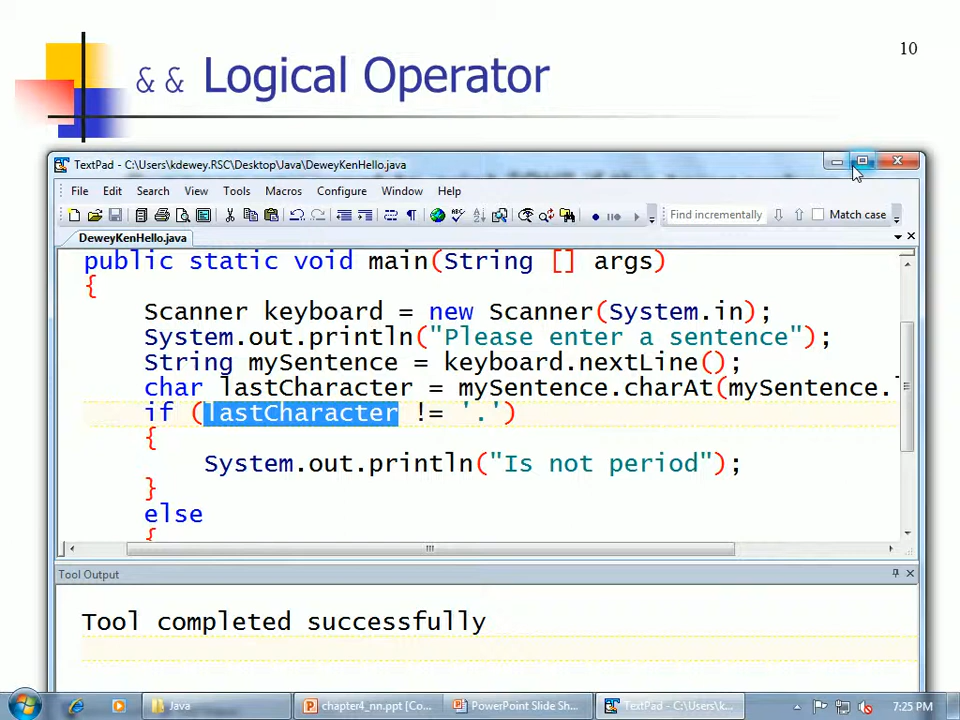 10
&& Logical Operator
TextPad - C:\Users\kdewey.RSC\Desktop\Java\DeweyKenHello.java
File Edit Search View Tools Macros Configure Window Help
Find incrementally Match case
DeweyKenHello.java
public static void main(String [] args)
{
Scanner keyboard = new Scanner(System.in);
System.out.println("Please enter a sentence");
String mySentence = keyboard.nextLine();
char lastCharacter = mySentence.charAt(mySentence.
if (lastCharacter != '.')
{
System.out.println("Is not period");
}
else
{
Tool Output
Tool completed successfully
Java chapter4_nn.ppt [Co... PowerPoint Slide Sh... TextPad - C:\Users\k... 7:25 PM